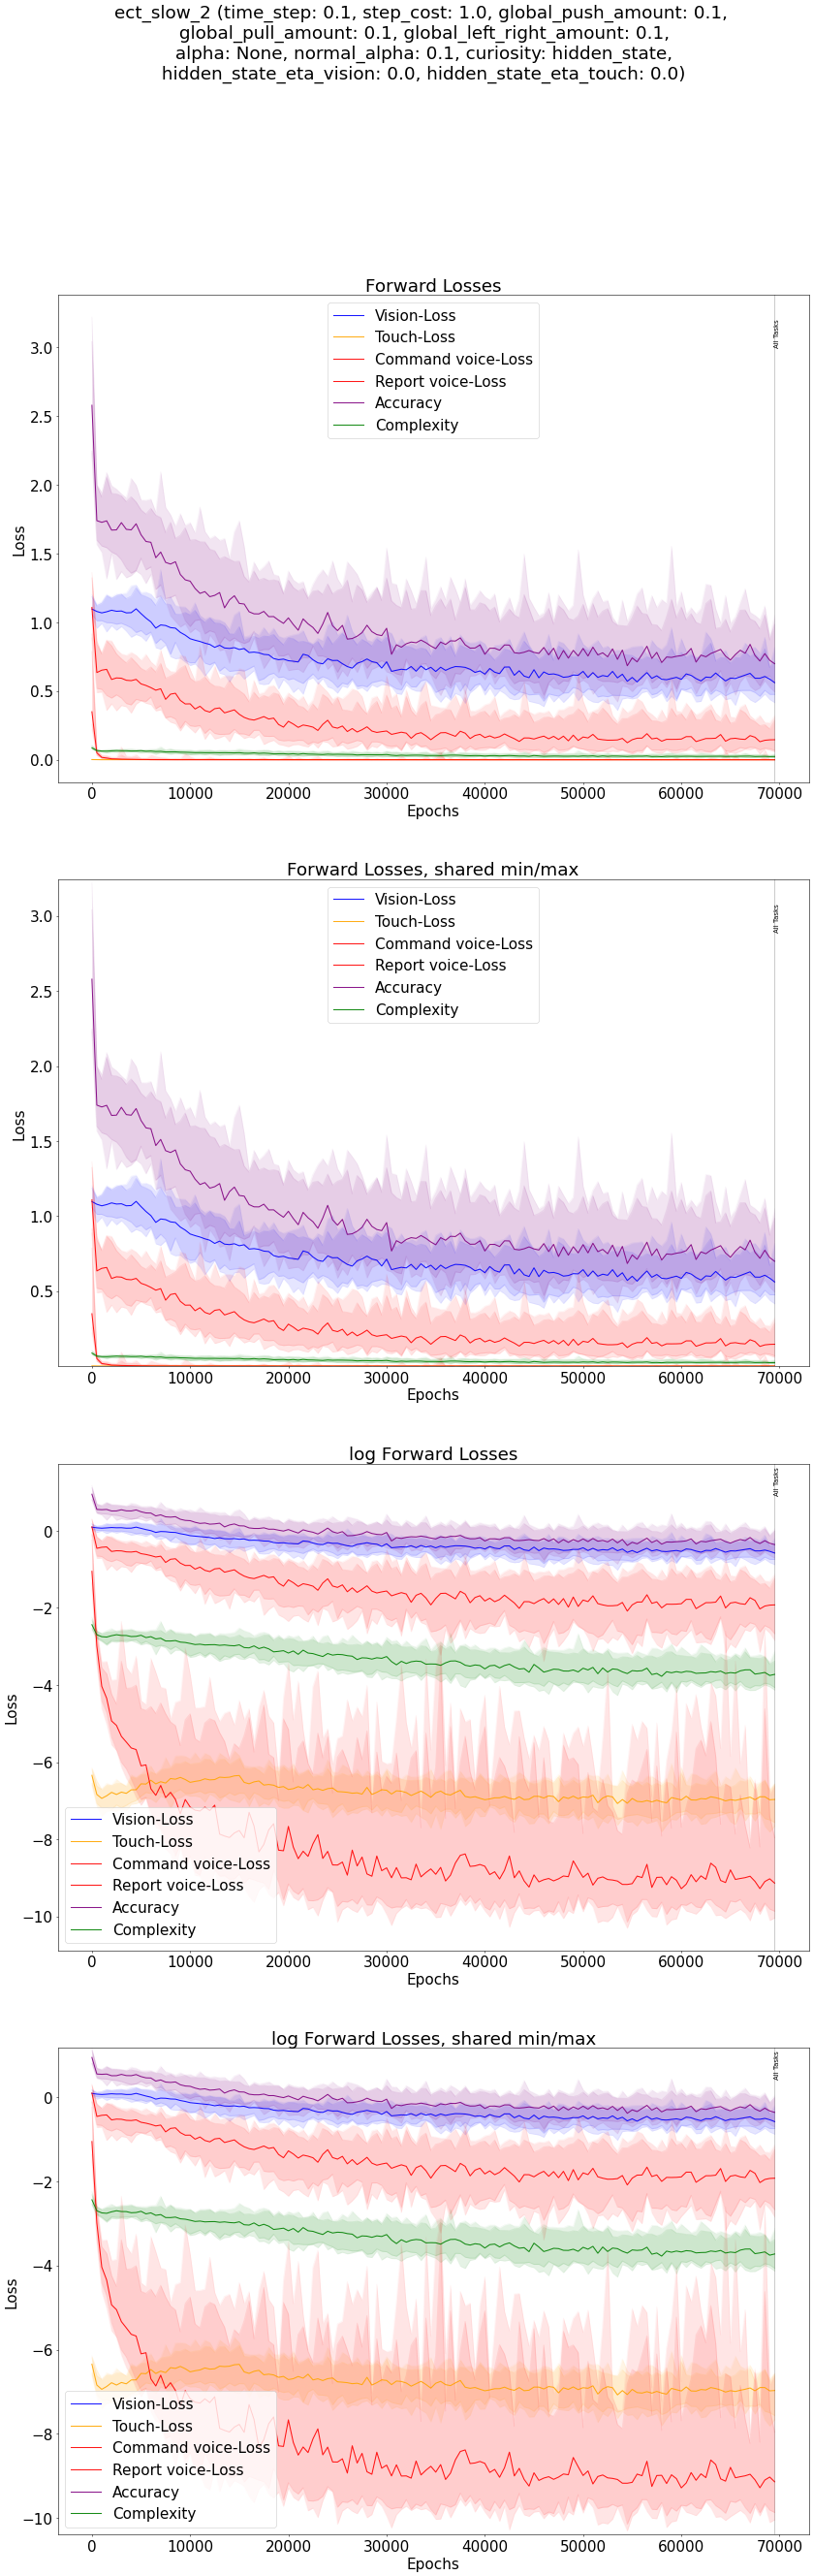 ect_slow_2 (time_step: 0.1, step_cost: 1.0, global_push_amount: 0.1,
global_pull_amount: 0.1, global_left_right_amount: 0.1,
alpha: None, normal_alpha: 0.1, curiosity: hidden_state,
hidden_state_eta_vision: 0.0, hidden_state_eta_touch: 0.0)
Forward Losses
Vision-Loss
Touch-Loss
Command voice-Loss
Report voice-Loss
Accuracy
Complexity
All Tasks
3.0
2.5
2.0
1.5
1.0
0.5
0.0
Loss
0 10000 20000 30000 40000 50000 60000 70000
Epochs
Forward Losses, shared min/max
Vision-Loss
Touch-Loss
Command voice-Loss
Report voice-Loss
Accuracy
Complexity
All Tasks
3.0
2.5
2.0
1.5
1.0
0.5
Loss
0 10000 20000 30000 40000 50000 60000 70000
Epochs
log Forward Losses
All Tasks
0
−2
−4
−6
−8
−10
Loss
Vision-Loss
Touch-Loss
Command voice-Loss
Report voice-Loss
Accuracy
Complexity
0 10000 20000 30000 40000 50000 60000 70000
Epochs
log Forward Losses, shared min/max
All Tasks
0
−2
−4
−6
−8
−10
Loss
Vision-Loss
Touch-Loss
Command voice-Loss
Report voice-Loss
Accuracy
Complexity
0 10000 20000 30000 40000 50000 60000 70000
Epochs